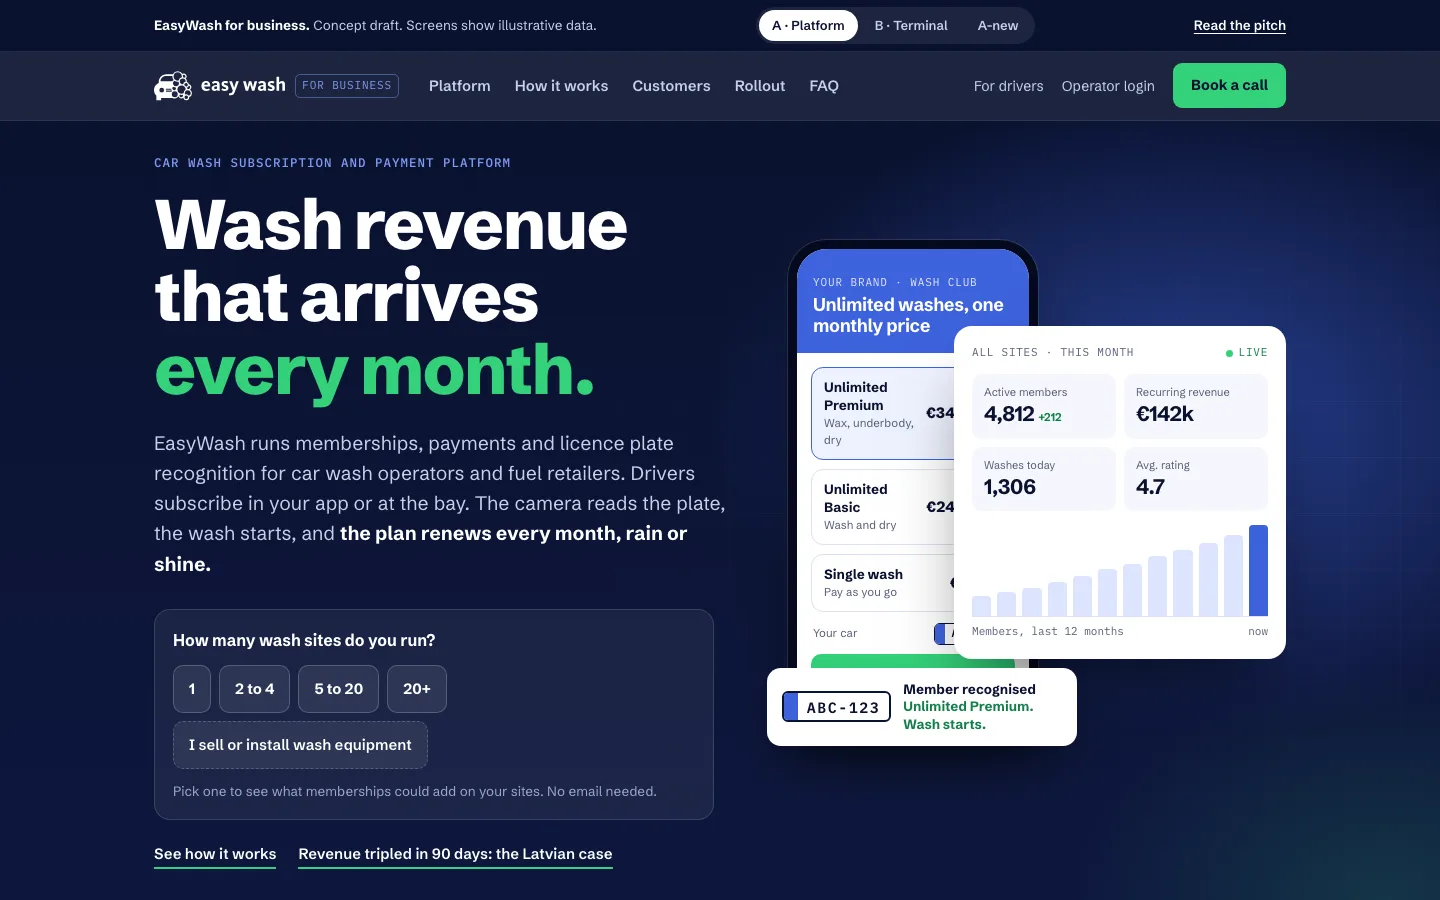 EasyWash for business. Concept draft. Screens show illustrative data.
A · Platform
B · Terminal
A-new
Read the pitch
easy wash
FOR BUSINESS
Platform
How it works
Customers
Rollout
FAQ
For drivers
Operator login
Book a call
CAR WASH SUBSCRIPTION AND PAYMENT PLATFORM
Wash revenue
that arrives
every month.
EasyWash runs memberships, payments and licence plate
recognition for car wash operators and fuel retailers. Drivers
subscribe in your app or at the bay. The camera reads the plate,
the wash starts, and the plan renews every month, rain or
shine.
How many wash sites do you run?
1
2 to 4
5 to 20
20+
I sell or install wash equipment
Pick one to see what memberships could add on your sites. No email needed.
See how it works
Revenue tripled in 90 days: the Latvian case
YOUR BRAND · WASH CLUB
Unlimited washes, one
monthly price
Unlimited
Premium
Wax, underbody,
dry
€34
Unlimited
Basic
Wash and dry
€24
Single wash
Pay as you go
Your car
ALL SITES · THIS MONTH
LIVE
Active members
4,812 +212
Recurring revenue
€142k
Washes today
1,306
Avg. rating
4.7
Members, last 12 months
now
ABC-123
Member recognised
Unlimited Premium.
Wash starts.